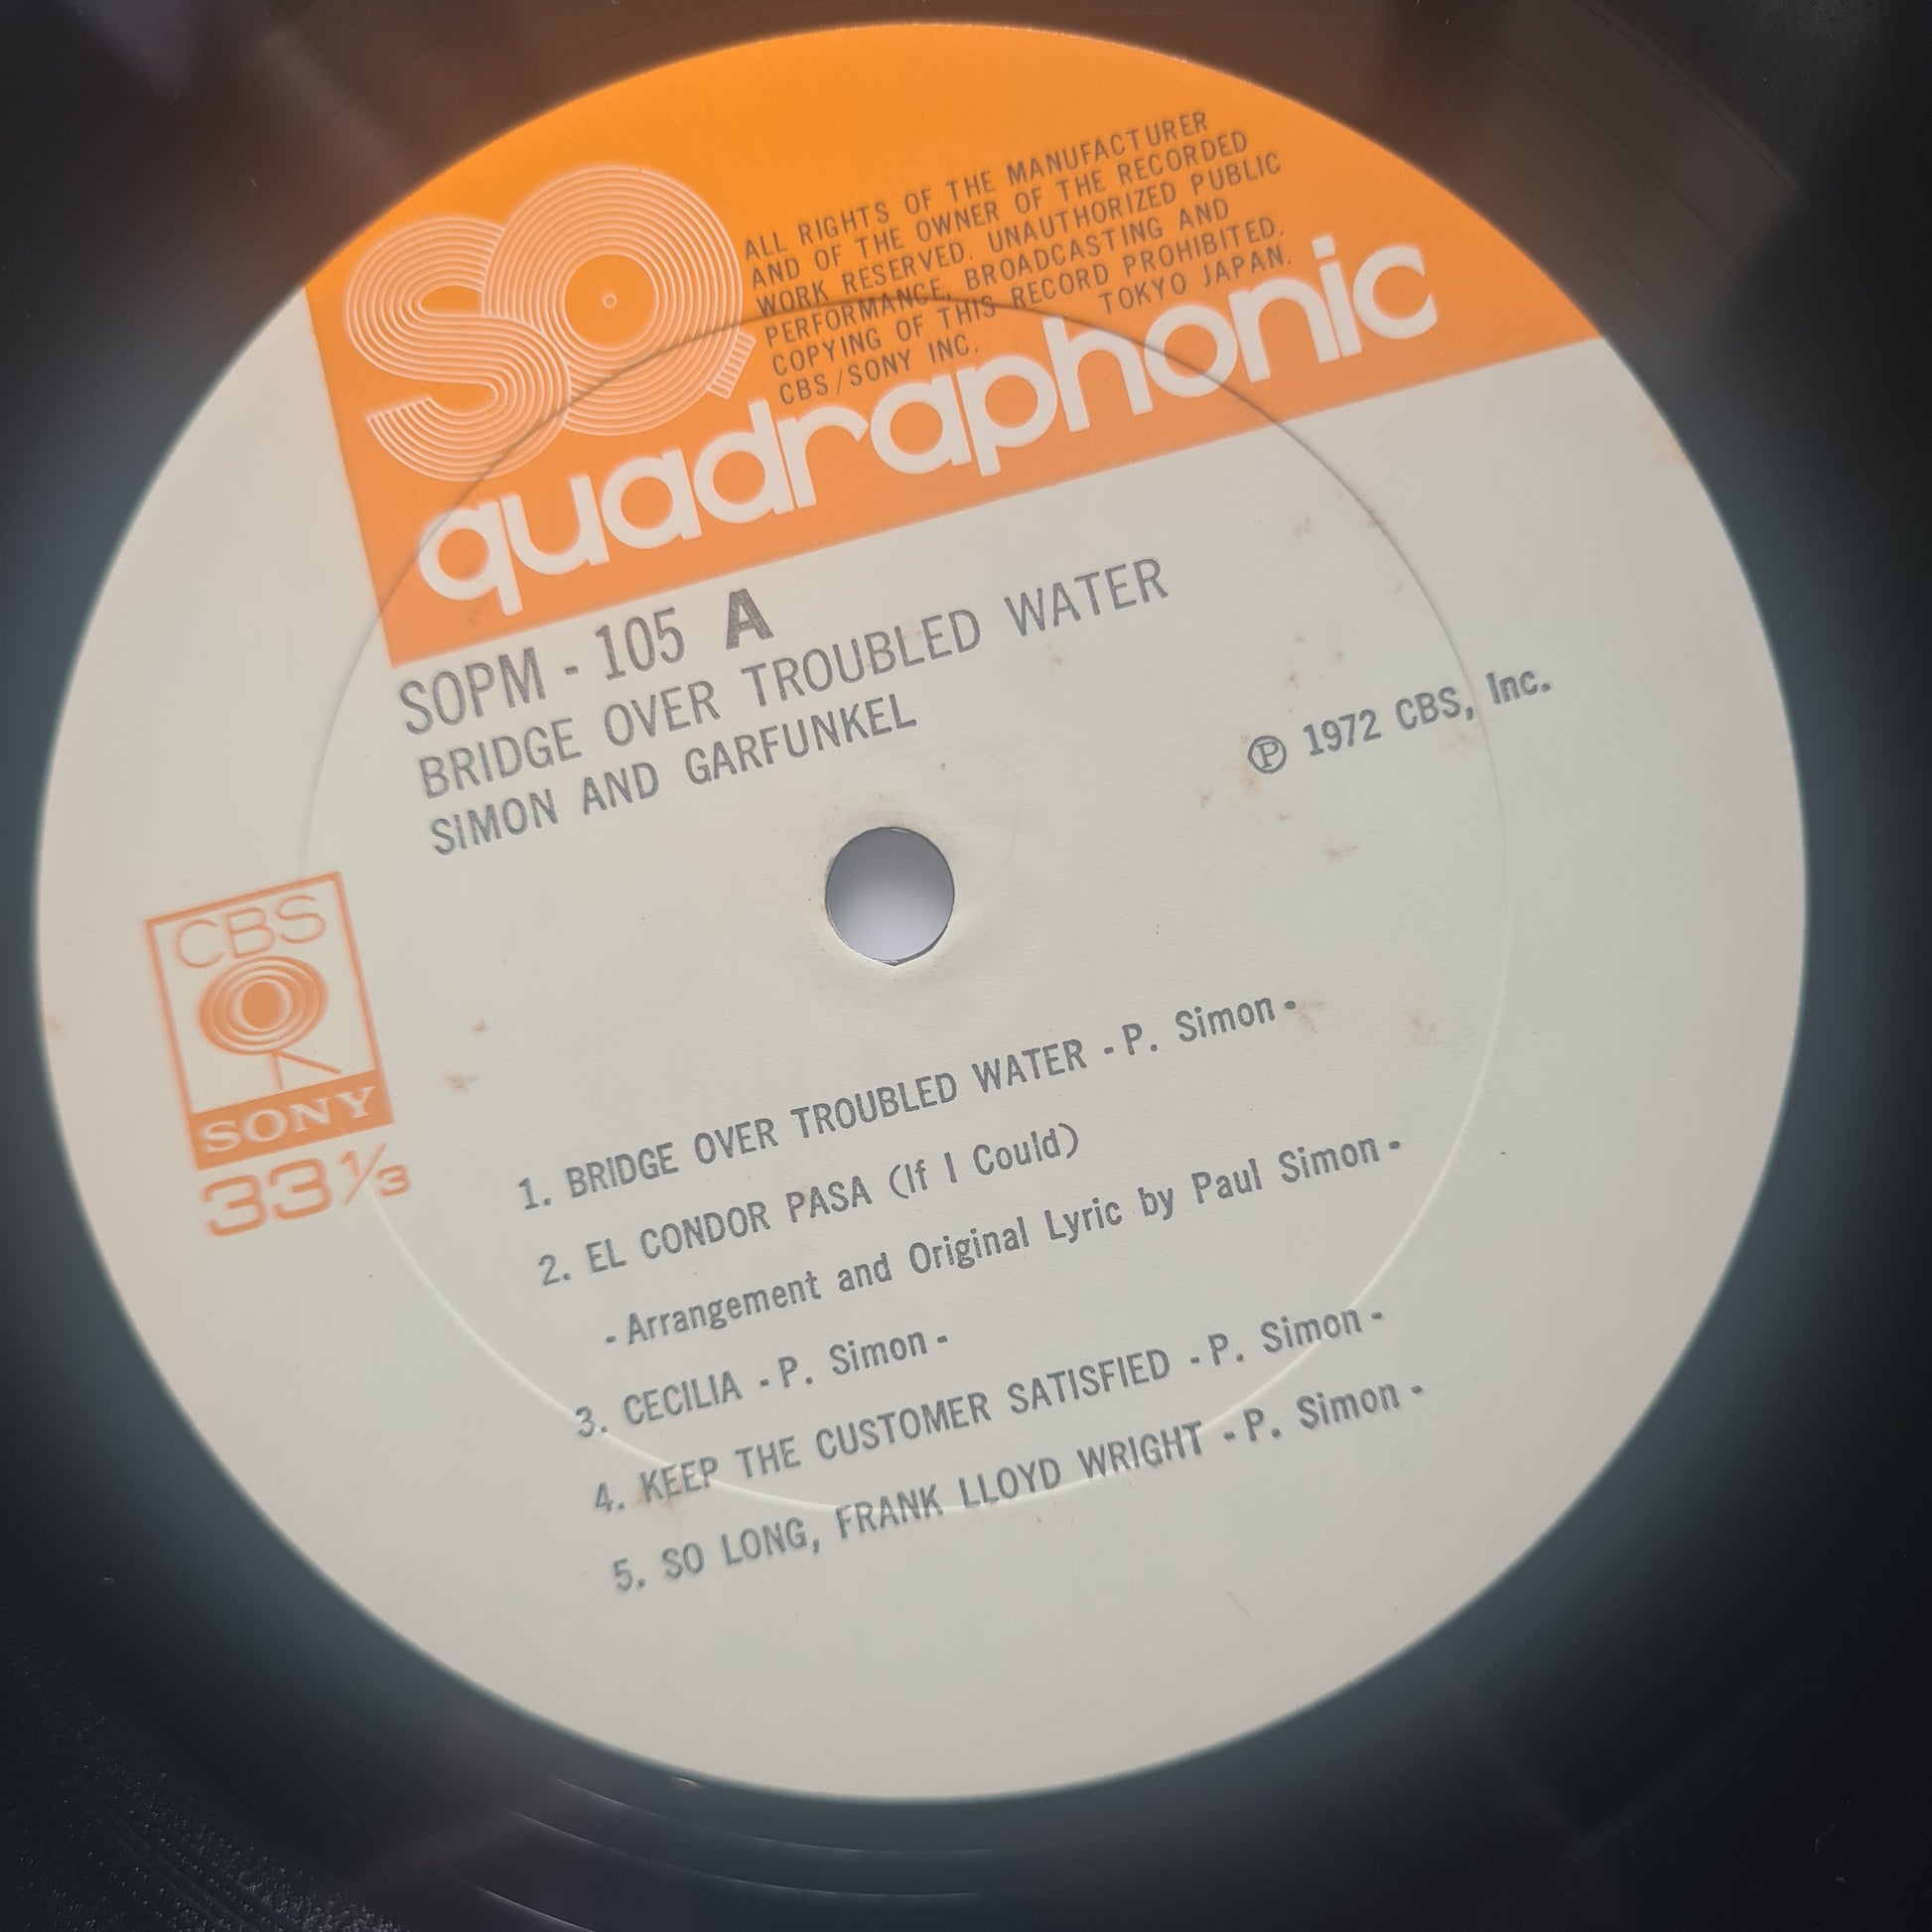 SQ
ALL RIGHTS OF THE MANUFACTURER
AND OF THE OWNER OF THE RECORDED
WORK RESERVED. UNAUTHORIZED PUBLIC
PERFORMANCE, BROADCASTING AND
COPYING OF THIS RECORD PROHIBITED.
CBS/SONY INC. TOKYO JAPAN.
quadraphonic
SOPM - 105 A
BRIDGE OVER TROUBLED WATER
SIMON AND GARFUNKEL
Ⓟ 1972 CBS, Inc.
CBS
SONY
33⅓
1. BRIDGE OVER TROUBLED WATER - P. Simon -
2. EL CONDOR PASA (If I Could)
- Arrangement and Original Lyric by Paul Simon -
3. CECILIA - P. Simon -
4. KEEP THE CUSTOMER SATISFIED - P. Simon -
5. SO LONG, FRANK LLOYD WRIGHT - P. Simon -